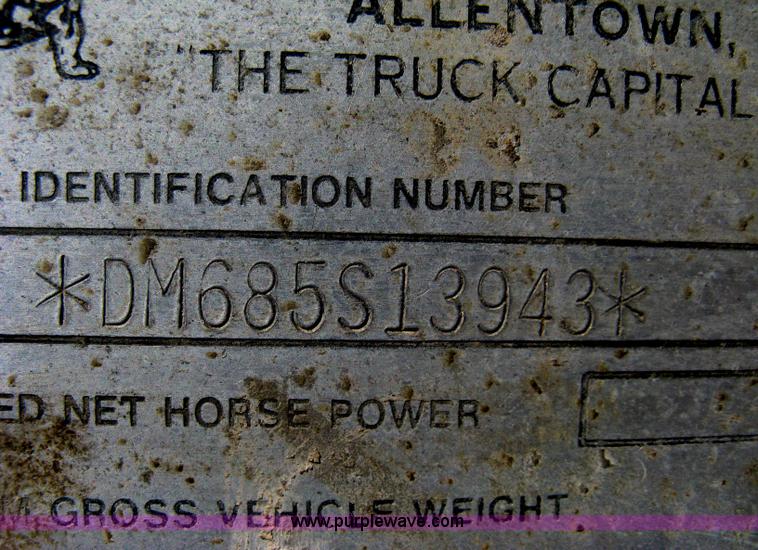 ALLENTOWN,
"THE TRUCK CAPITAL
IDENTIFICATION NUMBER
*DM685S13943*
ED NET HORSE POWER
GROSS VEHICLE WEIGHT
www.purplewave.com